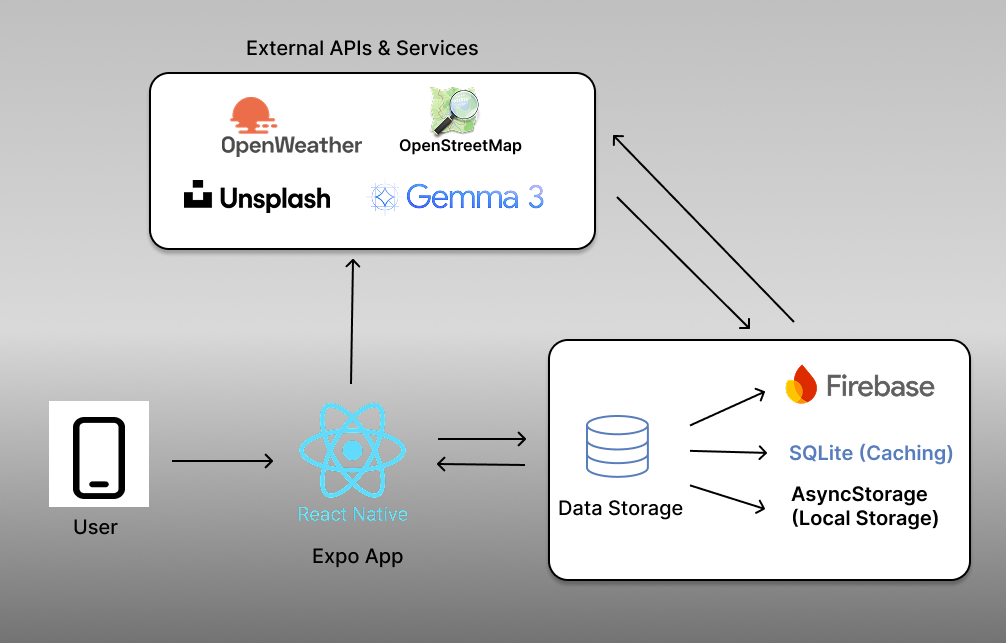 External APIs & Services
OpenWeather
OpenStreetMap
Unsplash
Gemma 3
Firebase
SQLite (Caching)
AsyncStorage
(Local Storage)
Data Storage
React Native
Expo App
User